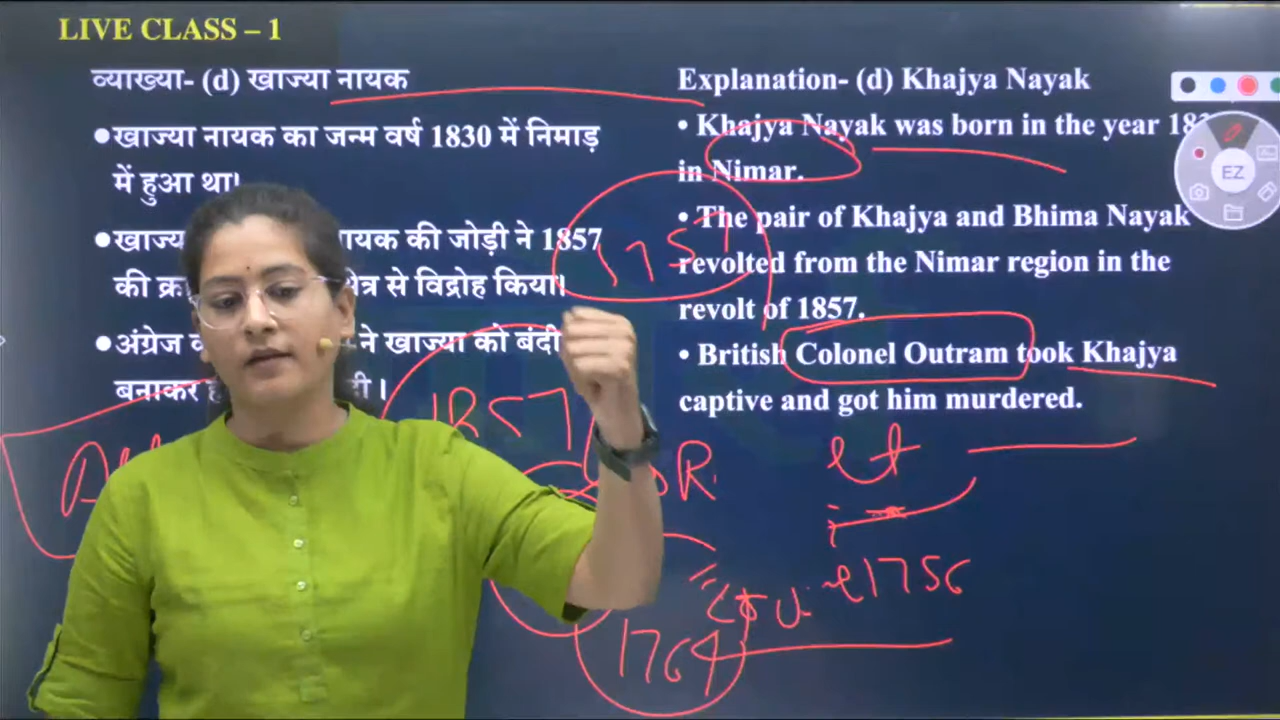 LIVE CLASS – 1
व्याख्या- (d) खाज्या नायक
●खाज्या नायक का जन्म वर्ष 1830 में निमाड़
में हुआ था।
●खाज्य नायक की जोड़ी ने 1857
की क्रा से विद्रोह किया।
●अंग्रेज ने खाज्या को बंदी
बनाकर
Explanation- (d) Khajya Nayak
• Khajya Nayak was born in the year
in Nimar.
• The pair of Khajya and Bhima Nayak
revolted from the Nimar region in the
revolt of 1857.
• British Colonel Outram took Khajya
captive and got him murdered.
1757
1857
1756
1764
EZ